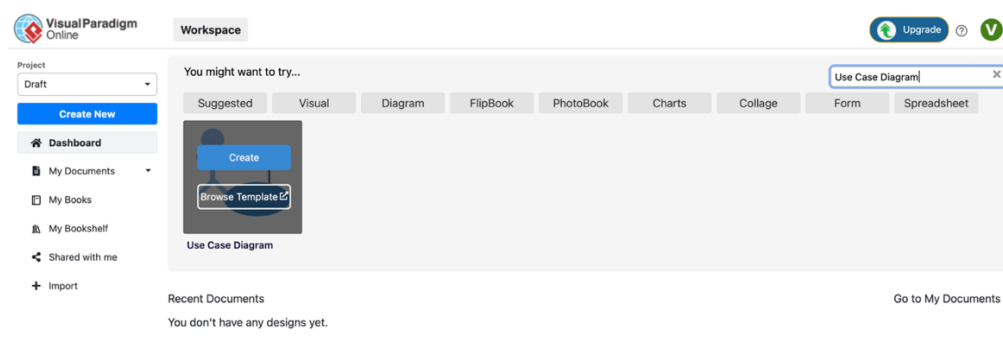 Visual Paradigm
Online
Workspace
Upgrade
?
V
Project
Draft
Create New
Dashboard
My Documents
My Books
My Bookshelf
Shared with me
Import
You might want to try...
Use Case Diagram
Suggested Visual Diagram FlipBook PhotoBook Charts Collage Form Spreadsheet
Create
Browse Template
Use Case Diagram
Recent Documents
Go to My Documents
You don't have any designs yet.